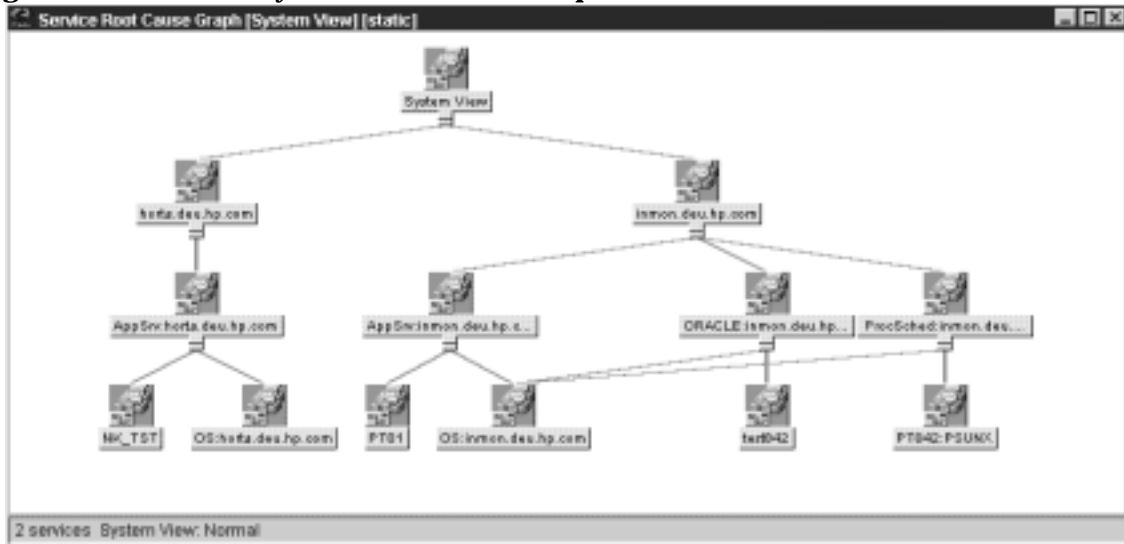 Service Root Cause Graph [System View] [static]
System View
horta.deu.hp.com
inmon.deu.hp.com
AppSrv:horta.deu.hp.com
AppSrv:inmon.deu.hp.c...
ORACLE:inmon.deu.hp...
ProcSched:inmon.deu....
NK_TST
OS:horta.deu.hp.com
PT81
OS:inmon.deu.hp.com
test842
PT842:PSUNX
2 services System View: Normal